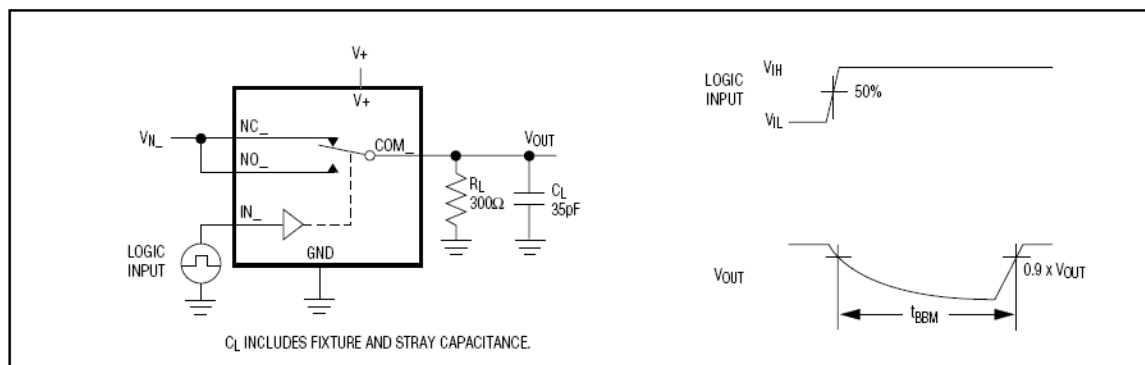 V+
V+
V_N_
NC_
NO_
COM_
V_OUT
IN_
R_L
300Ω
C_L
35pF
LOGIC
INPUT
GND
C_L INCLUDES FIXTURE AND STRAY CAPACITANCE.
LOGIC
INPUT
V_IH
50%
V_IL
V_OUT
0.9 x V_OUT
t_BBM